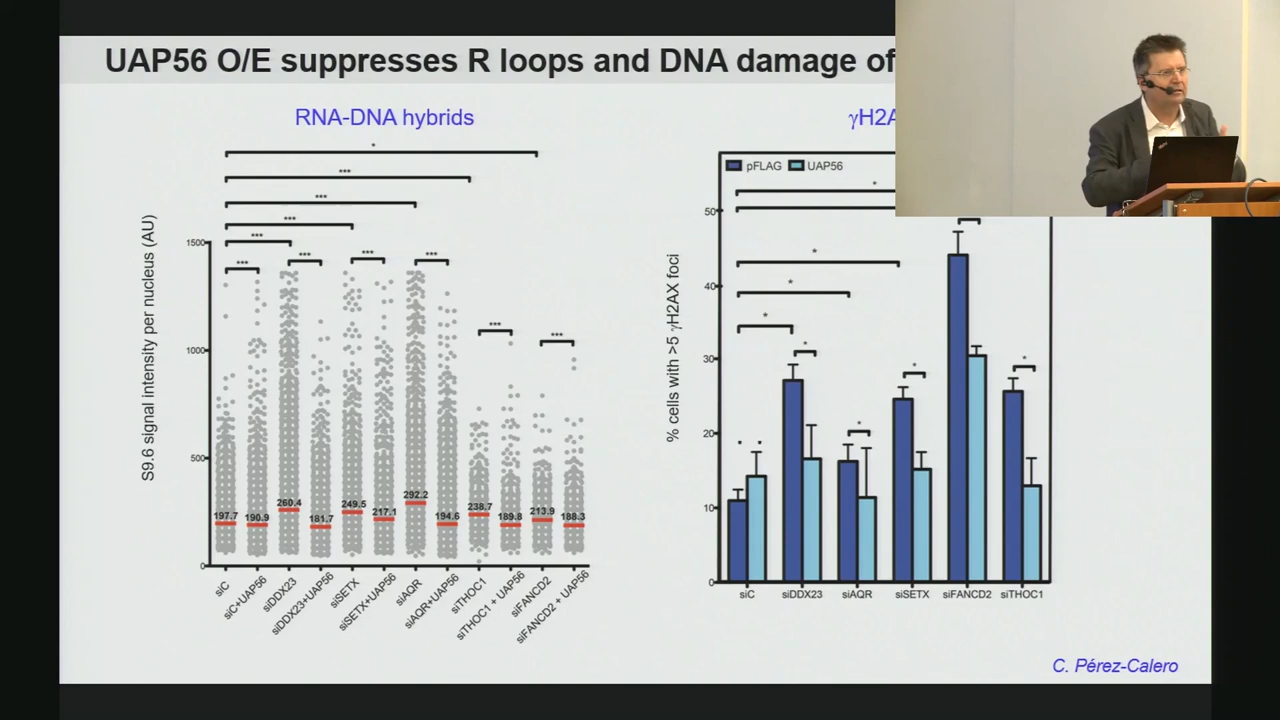 UAP56 O/E suppresses R loops and DNA damage of
RNA-DNA hybrids
*
***
***
***
***
***
***
***
***
***
***
S9.6 signal intensity per nucleus (AU)
1500
1000
500
0
197.7
190.9
260.4
181.7
249.5
217.1
292.2
194.6
238.7
189.8
213.9
188.3
siC
siC+UAP56
siDDX23
siDDX23+UAP56
siSETX
siSETX+UAP56
siAQR
siAQR+UAP56
siTHOC1
siTHOC1 + UAP56
siFANCD2
siFANCD2 + UAP56
γH2A
pFLAG UAP56
*
*
*
*
*
*
*
*
* *
% cells with >5 γH2AX foci
50
40
30
20
10
0
siC siDDX23 siAQR siSETX siFANCD2 siTHOC1
C. Pérez-Calero